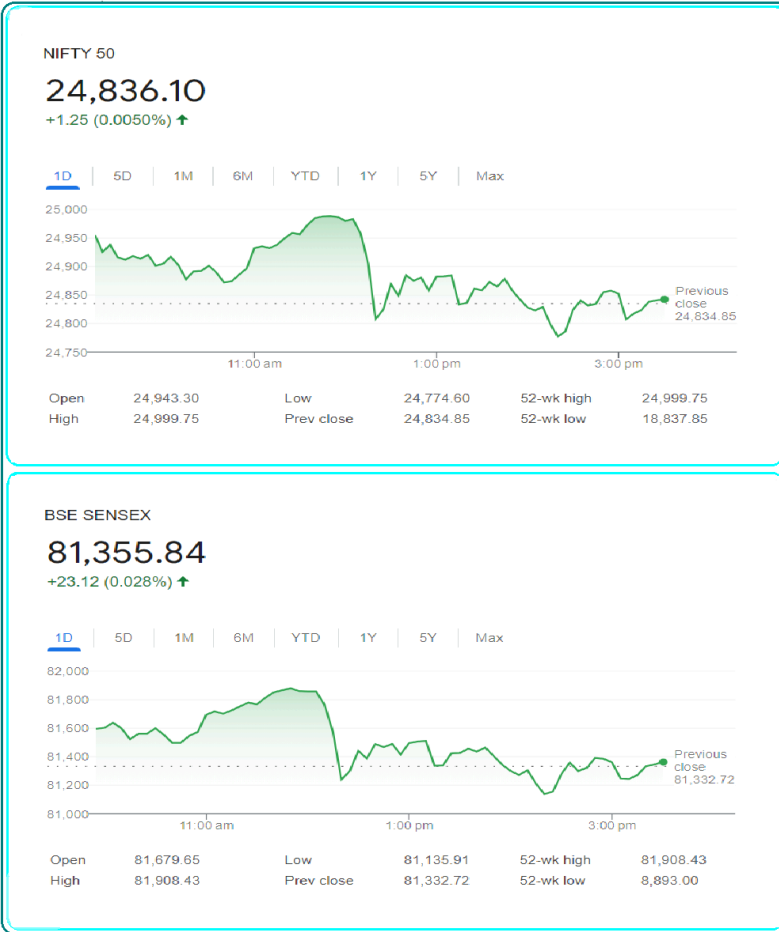 NIFTY 50
24,836.10
+1.25 (0.0050%) ↑
1D 5D 1M 6M YTD 1Y 5Y Max
25,000
24,950
24,900
24,850
24,800
24,750
Previous
close
24,834.85
11:00 am 1:00 pm 3:00 pm
Open 24,943.30 Low 24,774.60 52-wk high 24,999.75
High 24,999.75 Prev close 24,834.85 52-wk low 18,837.85
BSE SENSEX
81,355.84
+23.12 (0.028%) ↑
1D 5D 1M 6M YTD 1Y 5Y Max
82,000
81,800
81,600
81,400
81,200
81,000
Previous
close
81,332.72
11:00 am 1:00 pm 3:00 pm
Open 81,679.65 Low 81,135.91 52-wk high 81,908.43
High 81,908.43 Prev close 81,332.72 52-wk low 8,893.00